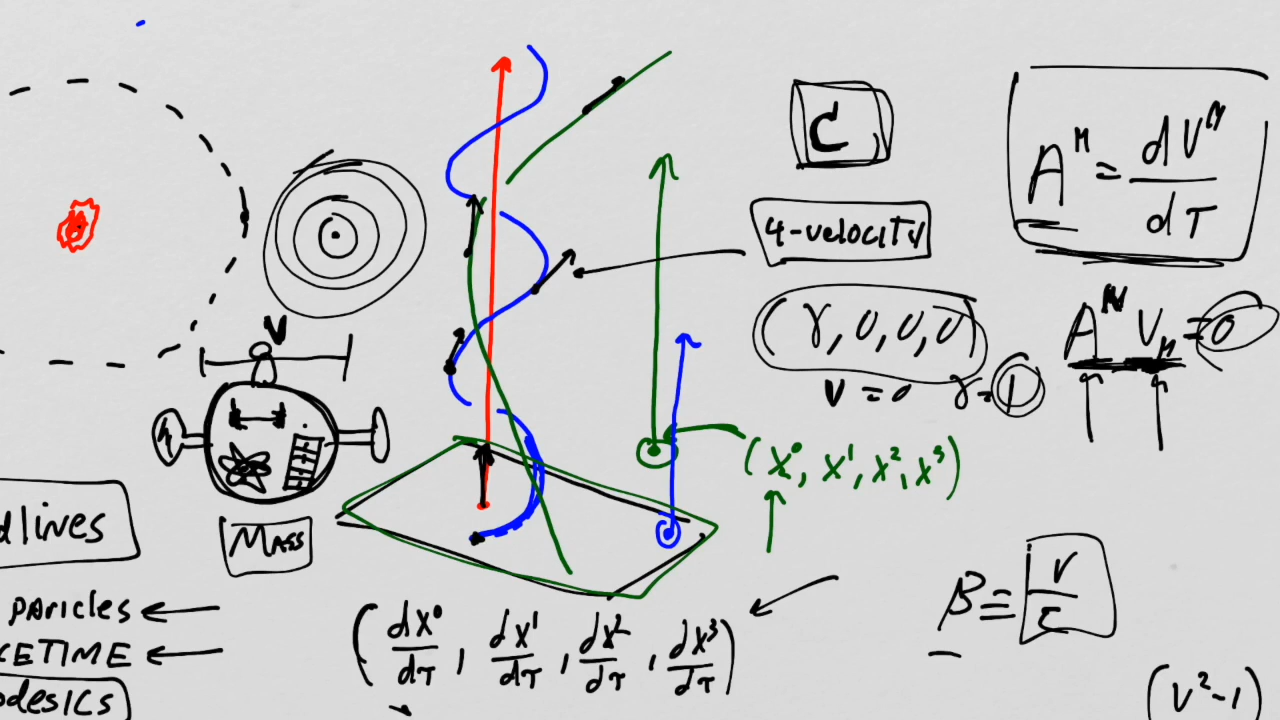 V
dlines
PARICles
CETIME
odesICs
MASS
(dx⁰/dτ, dx¹/dτ, dx²/dτ, dx³/dτ)
C
4-velocity
(γ, 0, 0, 0)
v = 0 γ = 1
(x⁰, x¹, x², x³)
A^μ = dV^μ/dτ
A^μ V_μ = 0
β ≡ v/c
(v²-1)